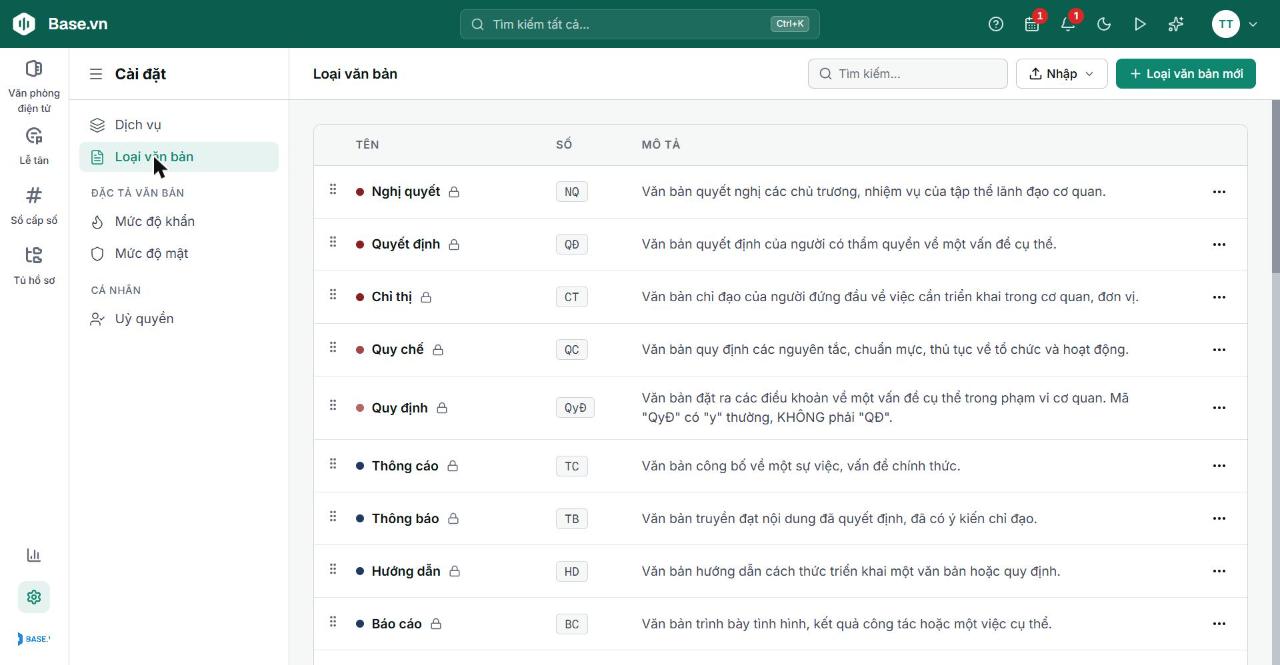 Base.vn
Tìm kiếm tất cả...
Ctrl+K
1
1
TT
Văn phòng
điện tử
Lễ tân
Sổ cấp số
Tủ hồ sơ
BASE.
Cài đặt
Dịch vụ
Loại văn bản
ĐẶC TẢ VĂN BẢN
Mức độ khẩn
Mức độ mật
CÁ NHÂN
Uỷ quyền
Loại văn bản
Tìm kiếm...
Nhập
+ Loại văn bản mới
TÊN SỐ MÔ TẢ
Nghị quyết NQ Văn bản quyết nghị các chủ trương, nhiệm vụ của tập thể lãnh đạo cơ quan.
Quyết định QĐ Văn bản quyết định của người có thẩm quyền về một vấn đề cụ thể.
Chỉ thị CT Văn bản chỉ đạo của người đứng đầu về việc cần triển khai trong cơ quan, đơn vị.
Quy chế QC Văn bản quy định các nguyên tắc, chuẩn mực, thủ tục về tổ chức và hoạt động.
Quy định QyĐ Văn bản đặt ra các điều khoản về một vấn đề cụ thể trong phạm vi cơ quan. Mã
"QyĐ" có "y" thường, KHÔNG phải "QĐ".
Thông cáo TC Văn bản công bố về một sự việc, vấn đề chính thức.
Thông báo TB Văn bản truyền đạt nội dung đã quyết định, đã có ý kiến chỉ đạo.
Hướng dẫn HD Văn bản hướng dẫn cách thức triển khai một văn bản hoặc quy định.
Báo cáo BC Văn bản trình bày tình hình, kết quả công tác hoặc một việc cụ thể.